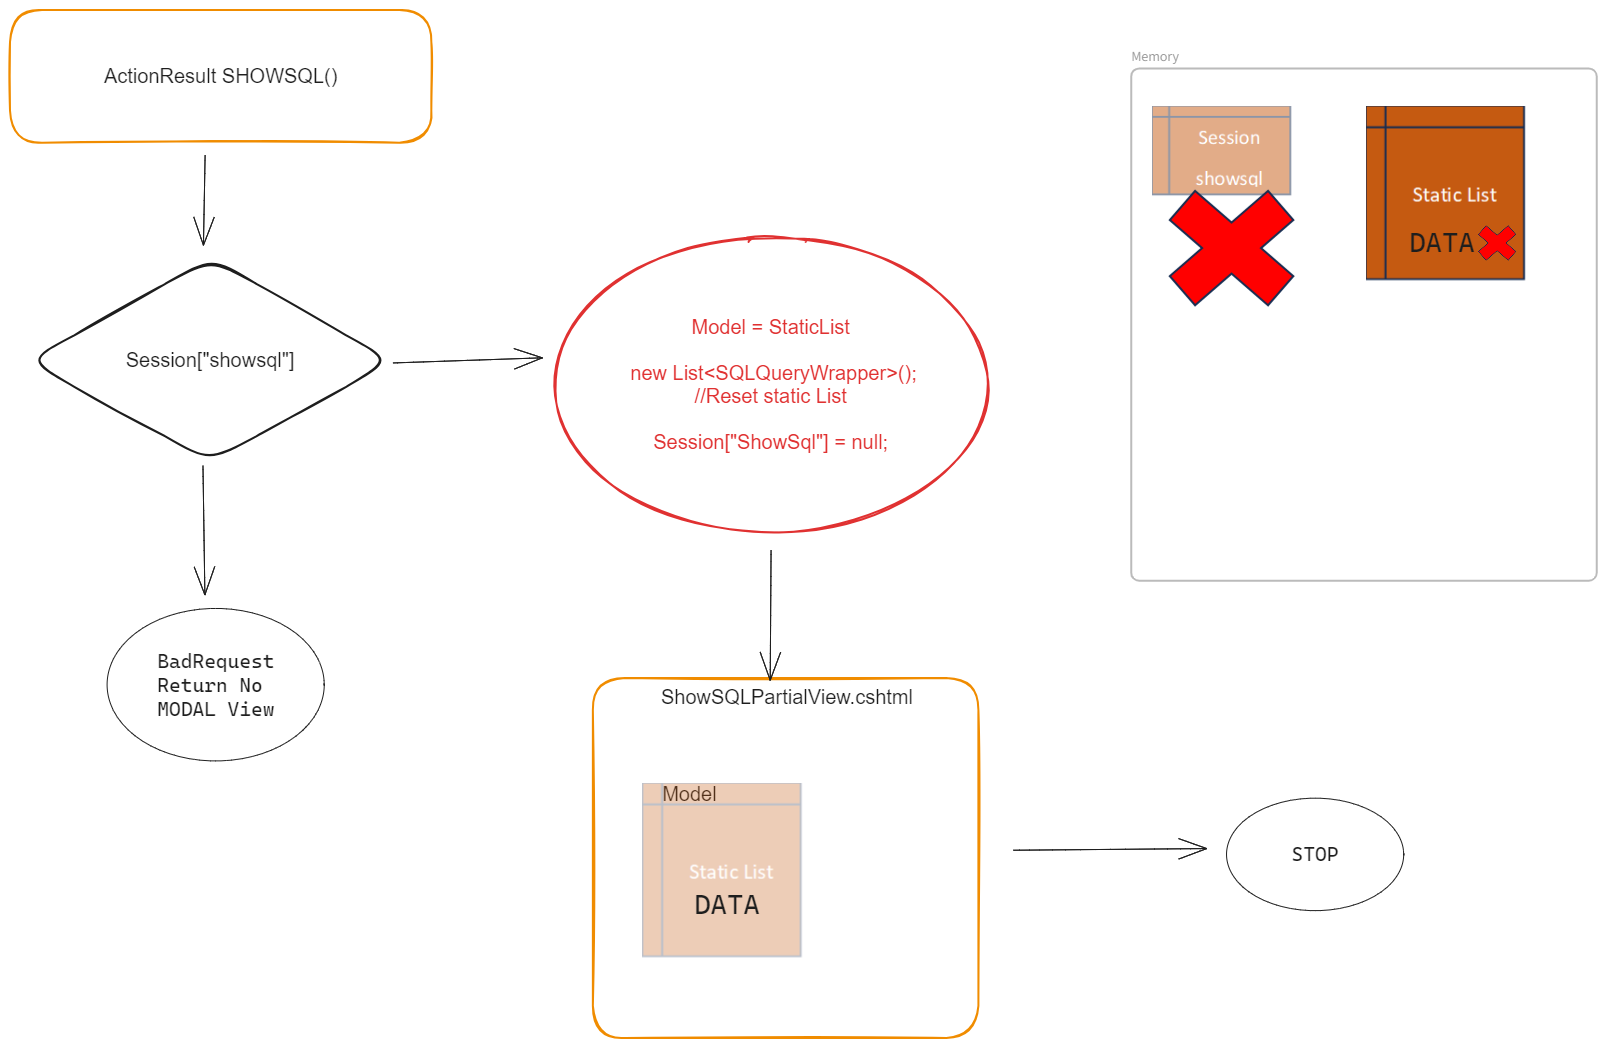 ActionResult SHOWSQL()
Memory
Session
showsql
Static List
DATA
Session["showsql"]
Model = StaticList
new List<SQLQueryWrapper>();
//Reset static List
Session["ShowSql"] = null;
BadRequest
Return No
MODAL View
ShowSQLPartialView.cshtml
Model
Static List
DATA
STOP